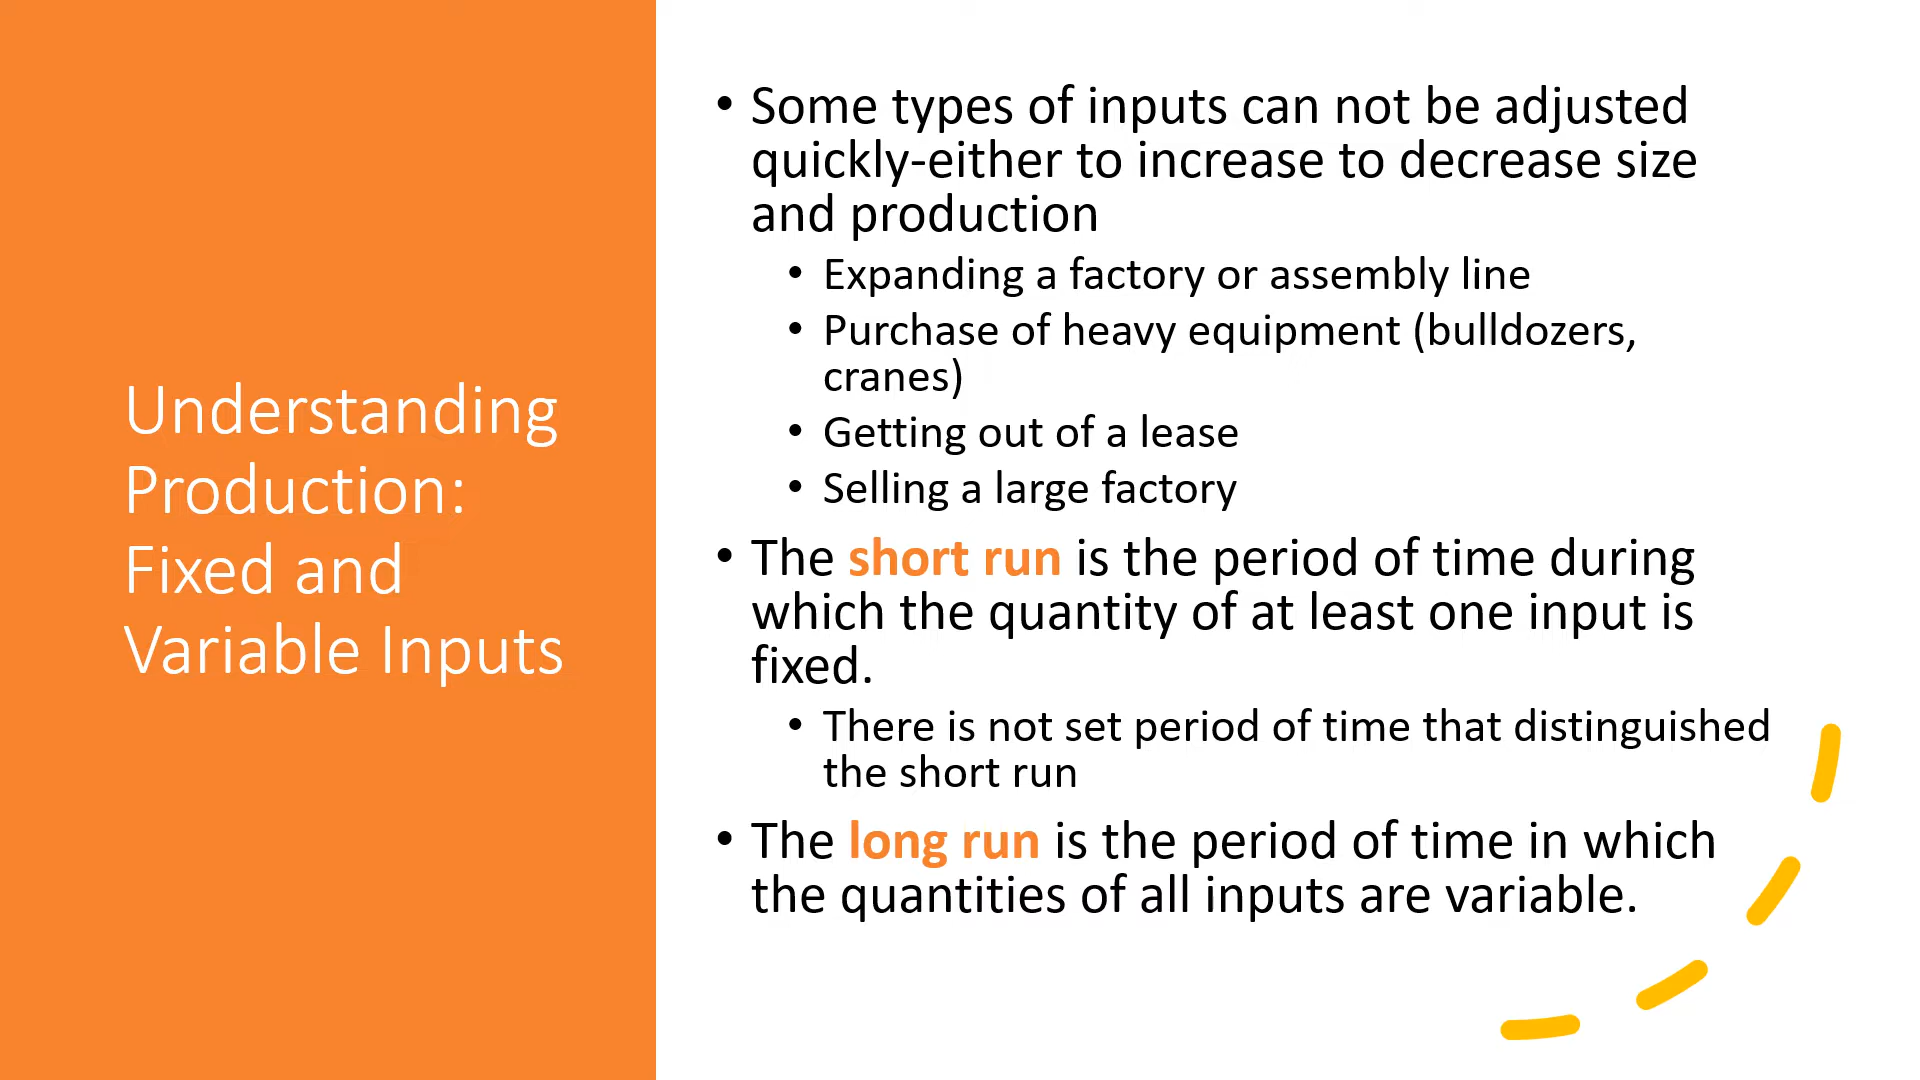 Understanding
Production:
Fixed and
Variable Inputs
• Some types of inputs can not be adjusted
quickly-either to increase to decrease size
and production
• Expanding a factory or assembly line
• Purchase of heavy equipment (bulldozers,
cranes)
• Getting out of a lease
• Selling a large factory
• The short run is the period of time during
which the quantity of at least one input is
fixed.
• There is not set period of time that distinguished
the short run
• The long run is the period of time in which
the quantities of all inputs are variable.